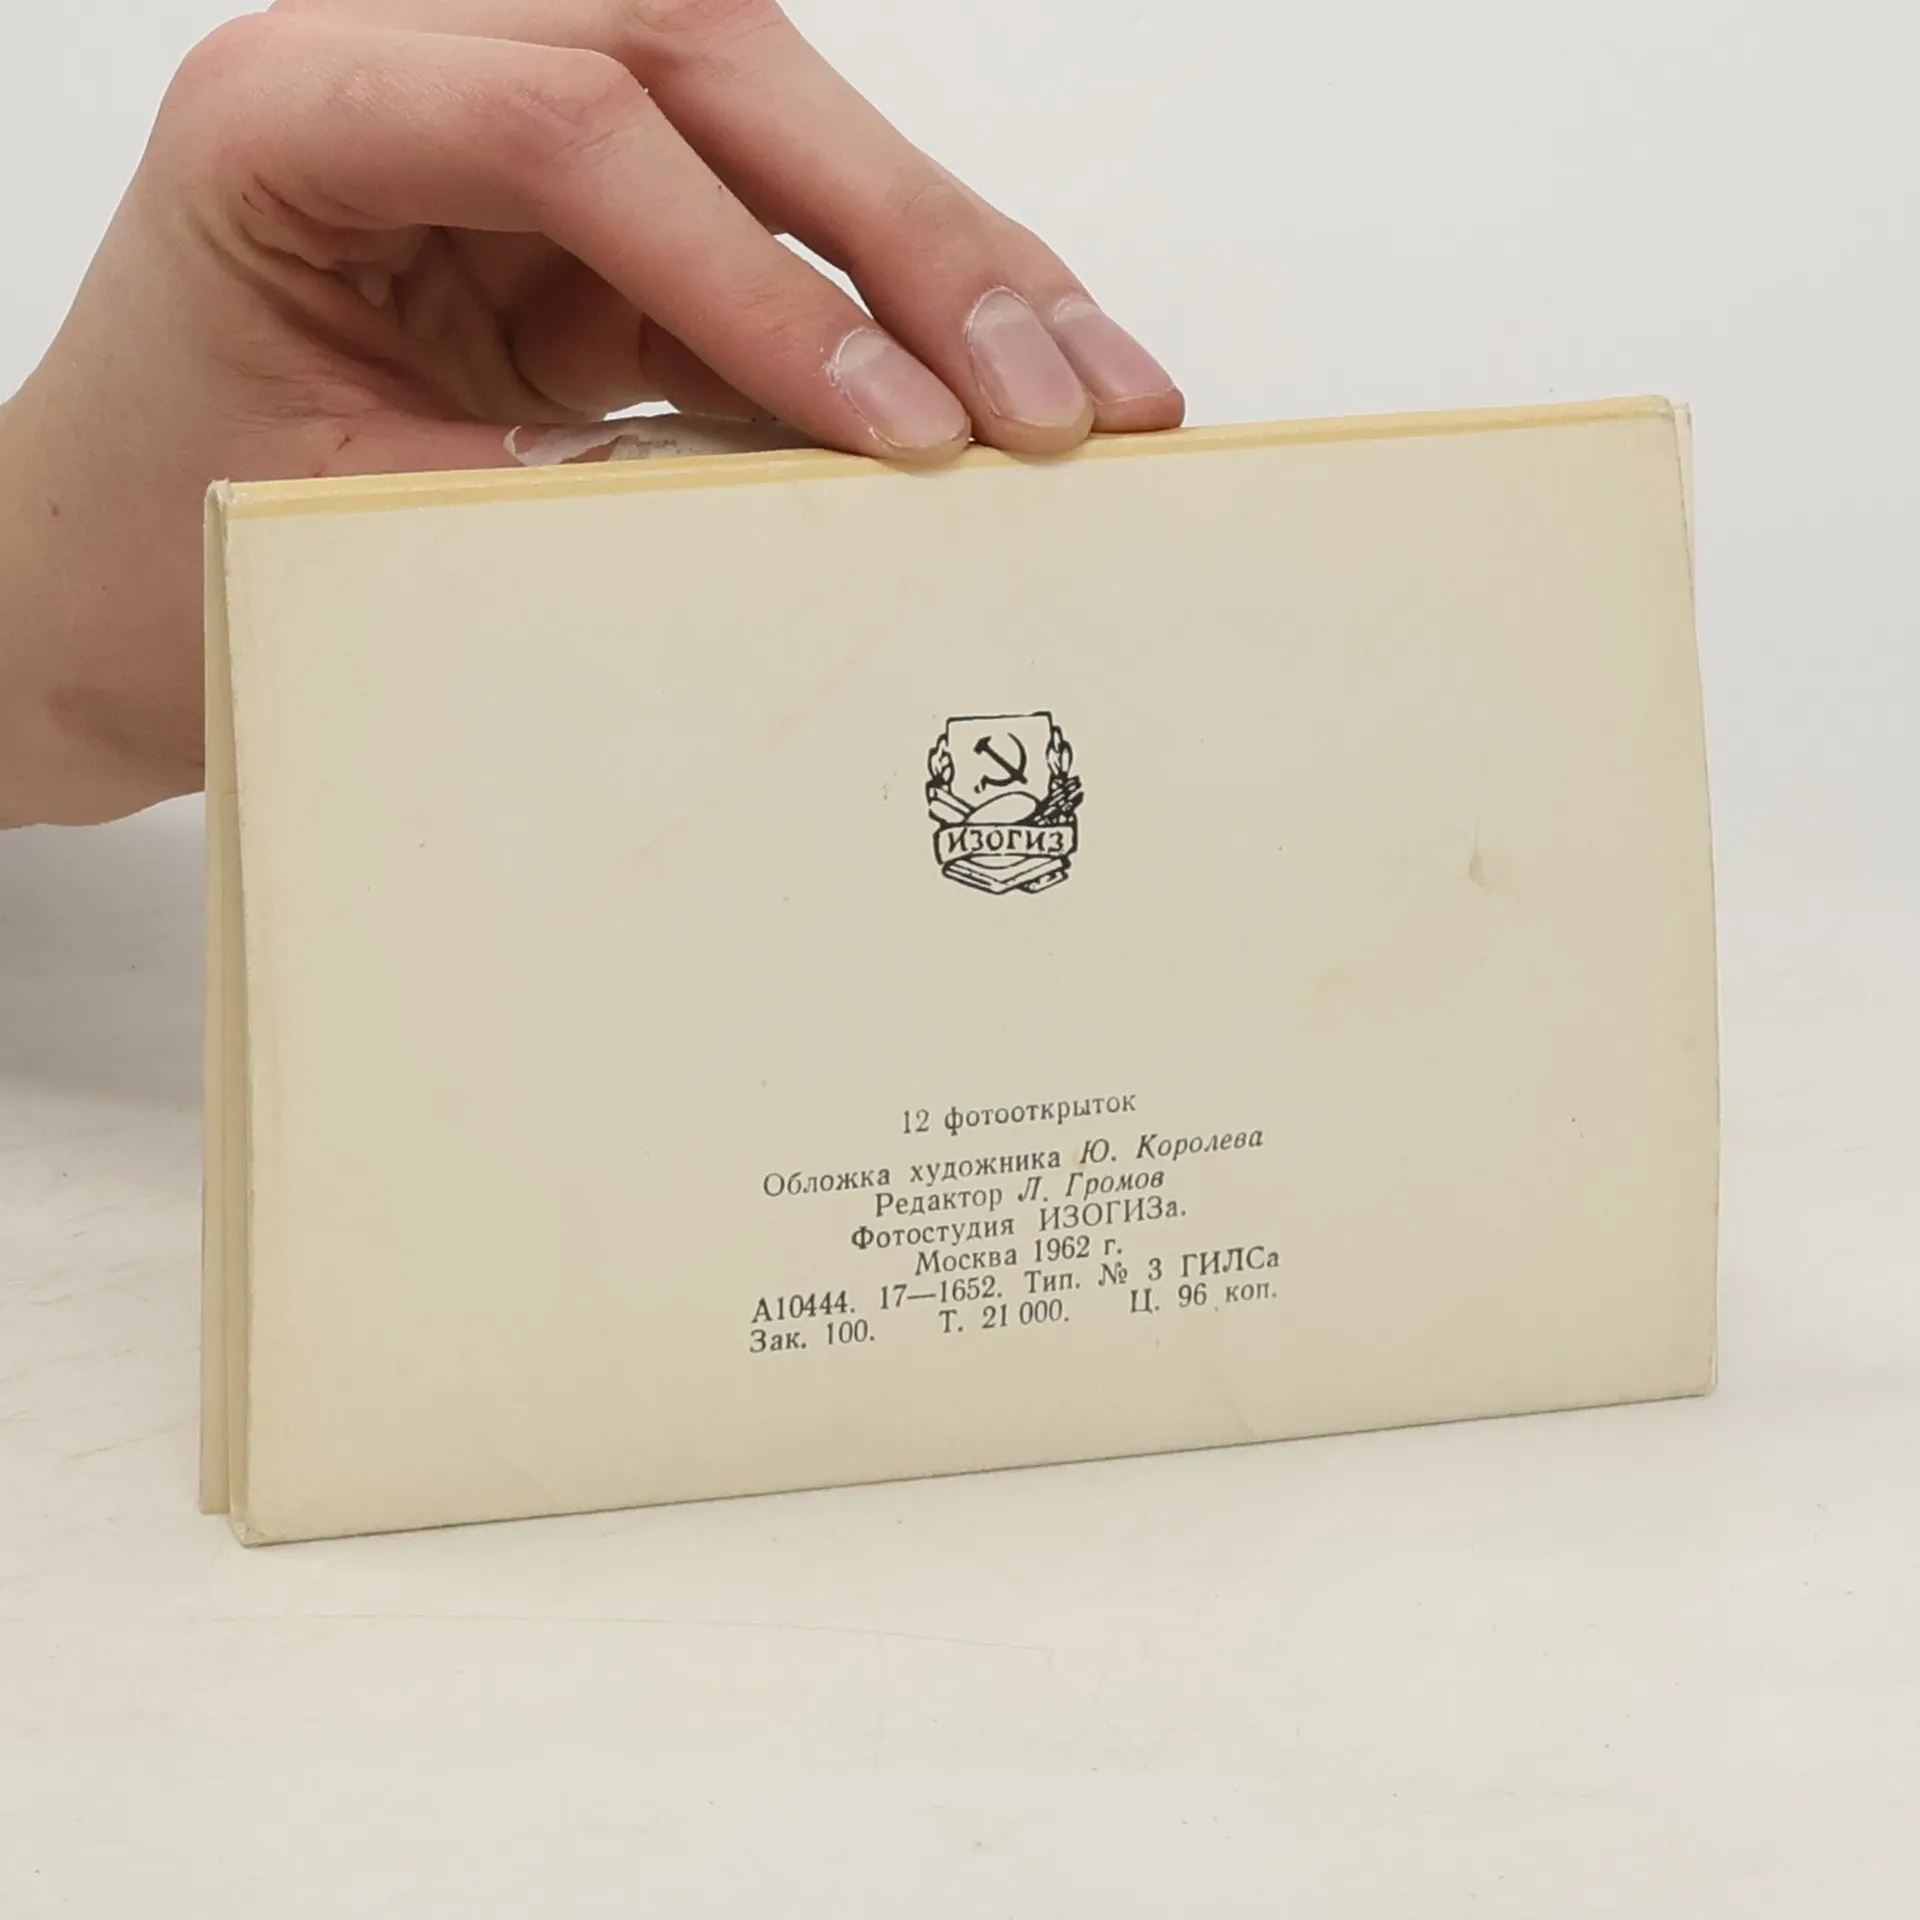 ИЗОГИЗ
12 фотооткрыток
Обложка художника Ю. Королева
Редактор Л. Громов
Фотостудия ИЗОГИЗа.
Москва 1962 г.
А10444. 17—1652. Тип. № 3 ГИЛСа
Зак. 100. Т. 21 000. Ц. 96 коп.